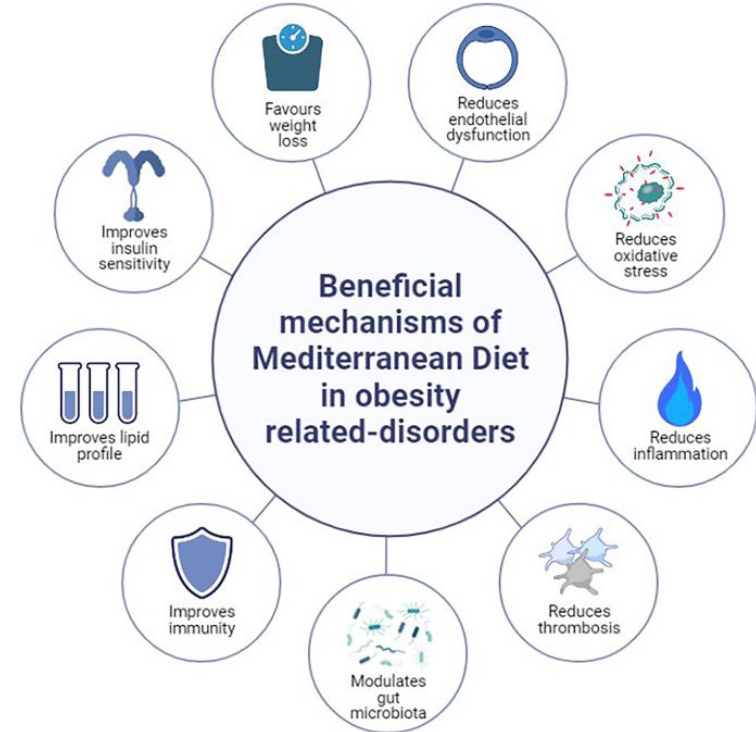 Favours
weight
loss
Reduces
endothelial
dysfunction
Improves
insulin
sensitivity
Reduces
oxidative
stress
Beneficial
mechanisms of
Mediterranean Diet
in obesity
related-disorders
Improves lipid
profile
Reduces
inflammation
Improves
immunity
Reduces
thrombosis
Modulates
gut
microbiota